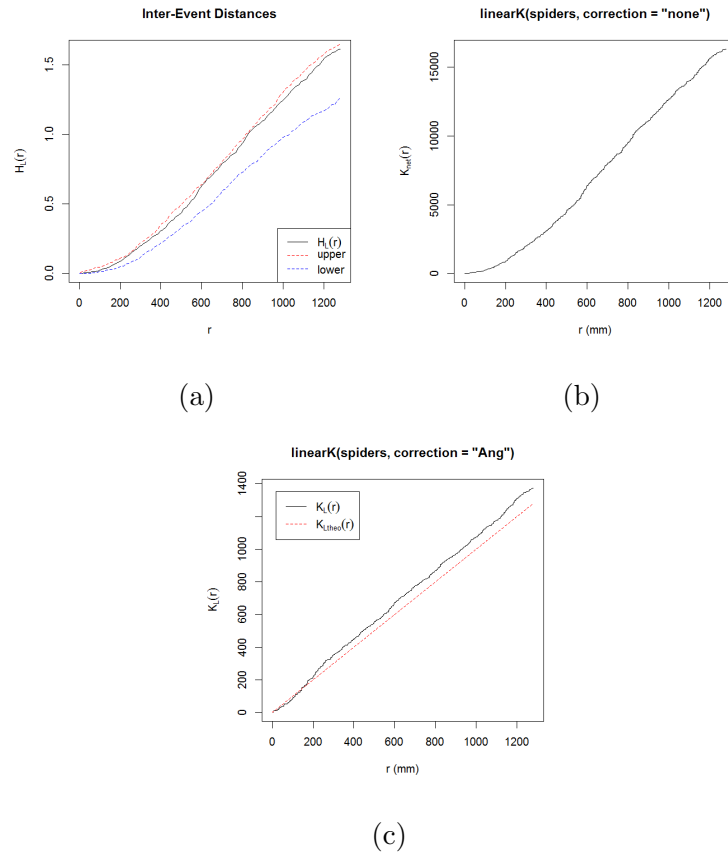 Inter-Event Distances
H_L(r)
0.0 0.5 1.0 1.5
0 200 400 600 800 1000 1200
r
H_L(r)
upper
lower
(a)
linearK(spiders, correction = "none")
K_net(r)
0 5000 10000 15000
0 200 400 600 800 1000 1200
r (mm)
(b)
linearK(spiders, correction = "Ang")
K_L(r)
0 200 400 600 800 1000 1400
0 200 400 600 800 1000 1200
r (mm)
K_L(r)
K_Ltheo(r)
(c)